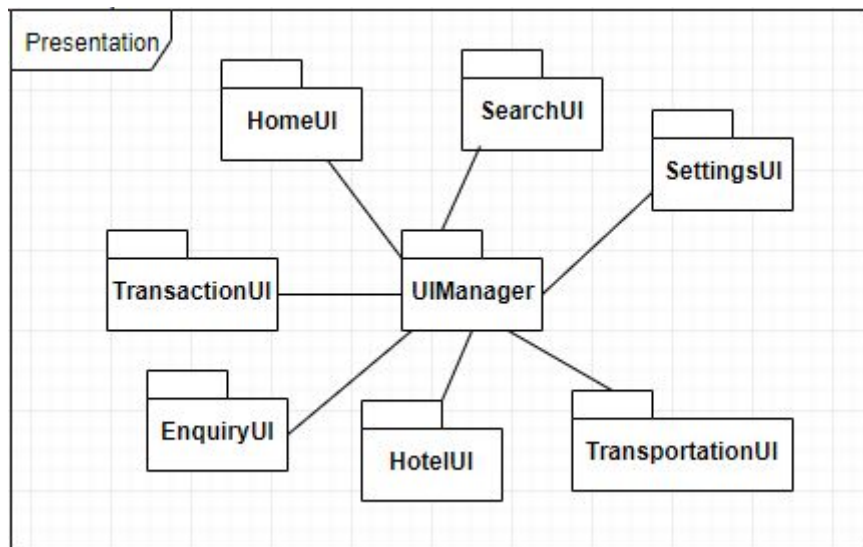 Presentation
HomeUI
SearchUI
SettingsUI
TransactionUI
UIManager
EnquiryUI
HotelUI
TransportationUI